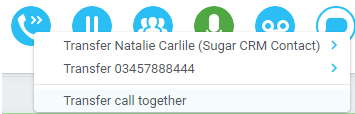 Transfer Natalie Carlile (Sugar CRM Contact)
Transfer 03457888444
Transfer call together